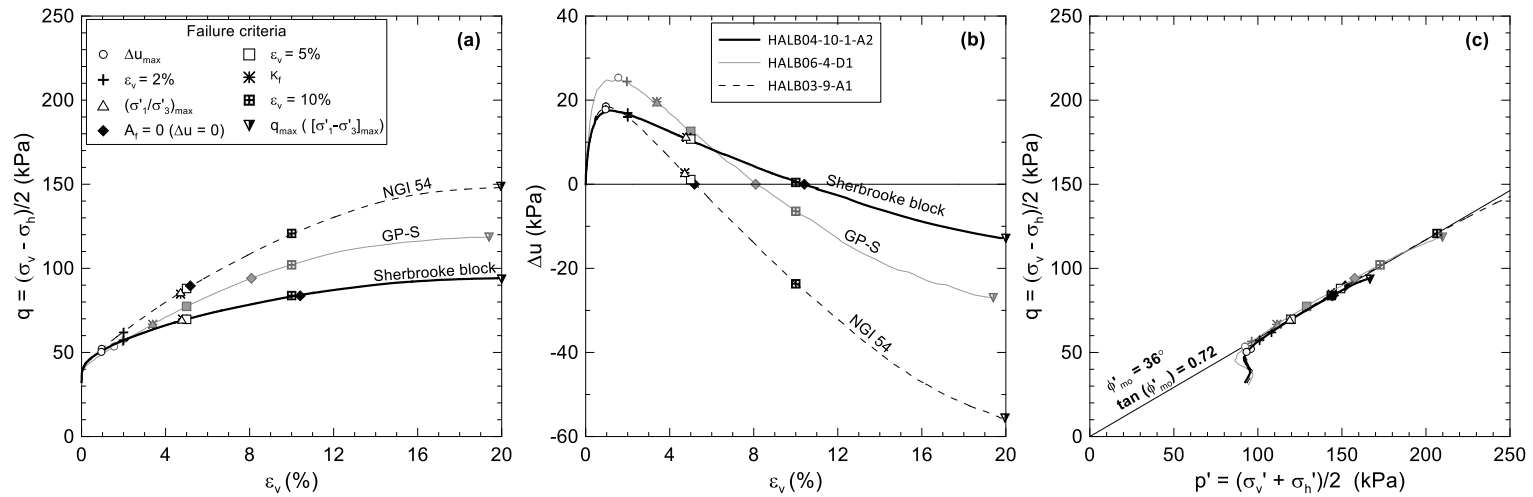 250
200
150
100
50
0
q = (σv - σh)/2 (kPa)
Failure criteria
Δumax
εv = 2%
(σ'1/σ'3)max
Af = 0 (Δu = 0)
εv = 5%
Kf
εv = 10%
qmax ( [σ'1-σ'3]max)
(a)
NGI 54
GP-S
Sherbrooke block
0 4 8 12 16 20
εv (%)
40
20
0
-20
-40
-60
Δu (kPa)
(b)
HALB04-10-1-A2
HALB06-4-D1
HALB03-9-A1
Sherbrooke block
GP-S
NGI 54
0 4 8 12 16 20
εv (%)
250
200
150
100
50
0
q = (σv - σh)/2 (kPa)
(c)
ϕ'mo = 36°
tan (ϕ'mo) = 0.72
0 50 100 150 200 250
p' = (σv' + σh')/2 (kPa)